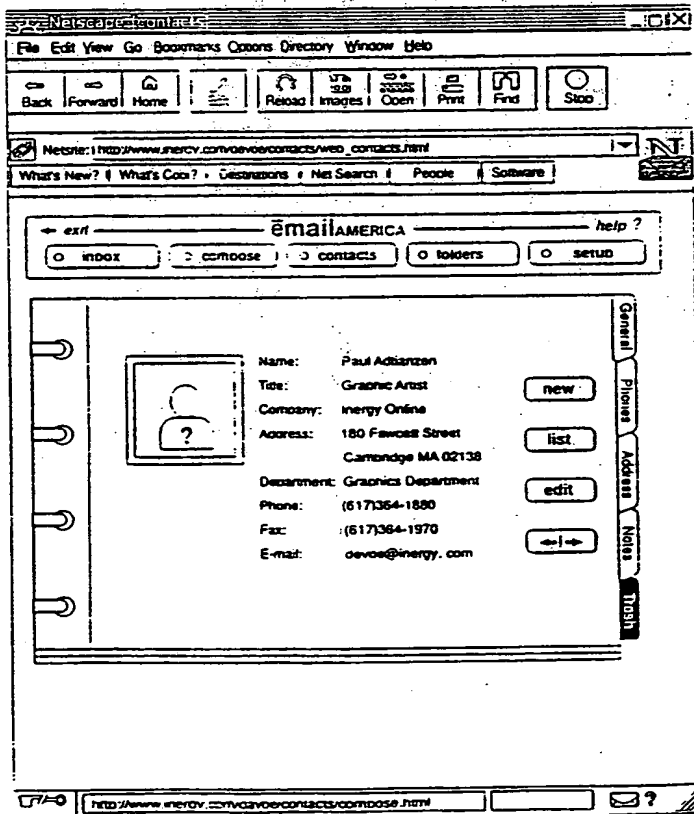 Netscape - [contacts]
File Edit View Go Bookmarks Options Directory Window Help
Back Forward Home Reload Images Open Print Find Stop
Netsite:
What's New? What's Cool? Destinations Net Search People Software
exit ēmailAMERICA help ?
inbox compose contacts folders setup
General
Phones
Address
Notes
Trash
?
Name: Paul
Title: Graphic Artist
Company: Inergy Online
Address: 180 Fawcett Street
Cambridge MA 02138
Department: Graphics Department
Phone: (617)364-1880
Fax: (617)364-1970
E-mail: devoe@inergy.com
new
list
edit
?